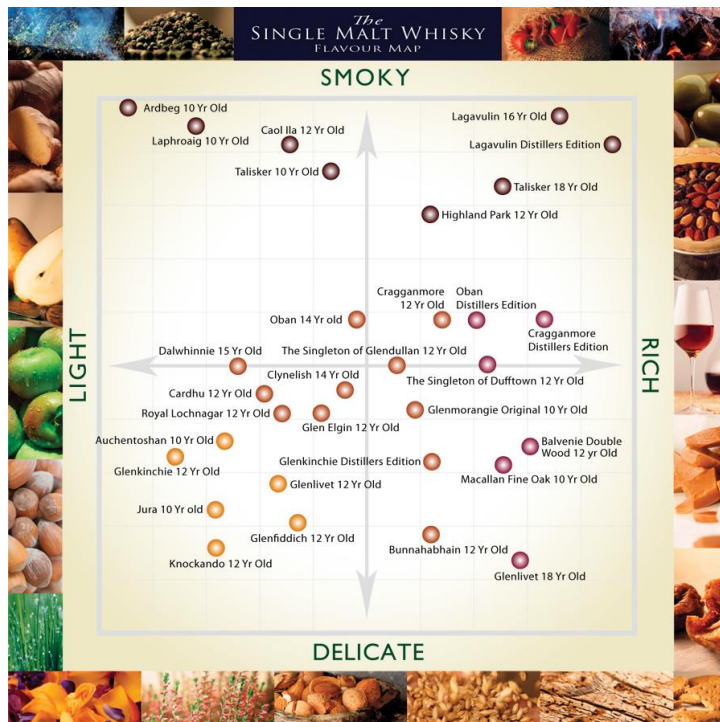 The
SINGLE MALT WHISKY
FLAVOUR MAP
SMOKY
Ardbeg 10 Yr Old
Laphroaig 10 Yr Old
Caol Ila 12 Yr Old
Talisker 10 Yr Old
Lagavulin 16 Yr Old
Lagavulin Distillers Edition
Talisker 18 Yr Old
Highland Park 12 Yr Old
Cragganmore
12 Yr Old
Oban
Distillers Edition
Oban 14 Yr old
Cragganmore
Distillers Edition
LIGHT
RICH
Dalwhinnie 15 Yr Old
The Singleton of Glendullan 12 Yr Old
Clynelish 14 Yr Old
The Singleton of Dufftown 12 Yr Old
Cardhu 12 Yr Old
Royal Lochnagar 12 Yr Old
Glen Elgin 12 Yr Old
Glenmorangie Original 10 Yr Old
Auchentoshan 10 Yr Old
Glenkinchie 12 Yr Old
Glenkinchie Distillers Edition
Balvenie Double
Wood 12 yr Old
Macallan Fine Oak 10 Yr Old
Glenlivet 12 Yr Old
Jura 10 Yr old
Glenfiddich 12 Yr Old
Knockando 12 Yr Old
Bunnahabhain 12 Yr Old
Glenlivet 18 Yr Old
DELICATE